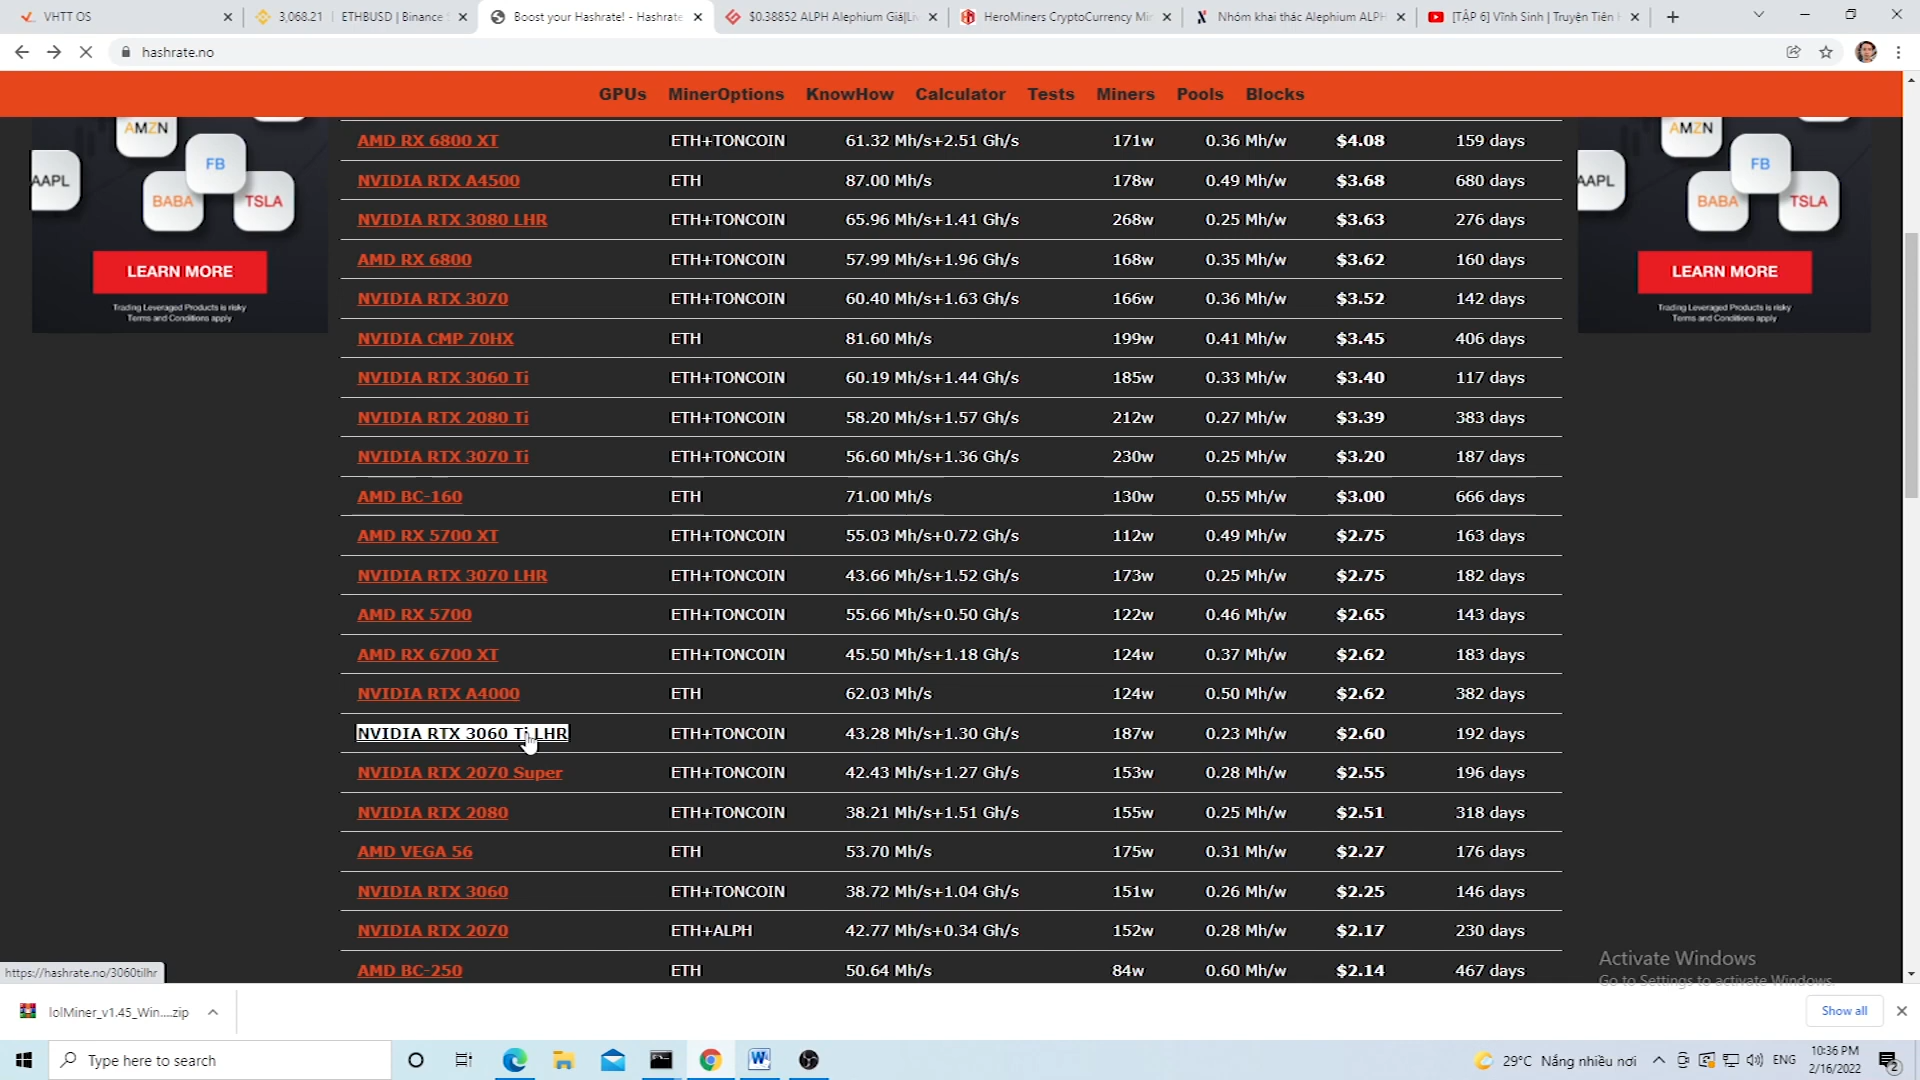 VHTT OS
3,068.21 ETHBUSD | Binance
Boost your Hashrate! - Hashrate
$0.38852 ALPH Alephium Giá|Liv
HeroMiners CryptoCurrency Min
Nhóm khai thác Alephium ALPH
[TẬP 6] Vĩnh Sinh | Truyện Tiên H
hashrate.no
GPUs MinerOptions KnowHow Calculator Tests Miners Pools Blocks
AMZN
FB
AAPL
BABA
TSLA
LEARN MORE
Trading Leveraged Products is risky
Terms and Conditions apply
AMD RX 6800 XT ETH+TONCOIN 61.32 Mh/s+2.51 Gh/s 171w 0.36 Mh/w $4.08 159 days
NVIDIA RTX A4500 ETH 87.00 Mh/s 178w 0.49 Mh/w $3.68 680 days
NVIDIA RTX 3080 LHR ETH+TONCOIN 65.96 Mh/s+1.41 Gh/s 268w 0.25 Mh/w $3.63 276 days
AMD RX 6800 ETH+TONCOIN 57.99 Mh/s+1.96 Gh/s 168w 0.35 Mh/w $3.62 160 days
NVIDIA RTX 3070 ETH+TONCOIN 60.40 Mh/s+1.63 Gh/s 166w 0.36 Mh/w $3.52 142 days
NVIDIA CMP 70HX ETH 81.60 Mh/s 199w 0.41 Mh/w $3.45 406 days
NVIDIA RTX 3060 Ti ETH+TONCOIN 60.19 Mh/s+1.44 Gh/s 185w 0.33 Mh/w $3.40 117 days
NVIDIA RTX 2080 Ti ETH+TONCOIN 58.20 Mh/s+1.57 Gh/s 212w 0.27 Mh/w $3.39 383 days
NVIDIA RTX 3070 Ti ETH+TONCOIN 56.60 Mh/s+1.36 Gh/s 230w 0.25 Mh/w $3.20 187 days
AMD BC-160 ETH 71.00 Mh/s 130w 0.55 Mh/w $3.00 666 days
AMD RX 5700 XT ETH+TONCOIN 55.03 Mh/s+0.72 Gh/s 112w 0.49 Mh/w $2.75 163 days
NVIDIA RTX 3070 LHR ETH+TONCOIN 43.66 Mh/s+1.52 Gh/s 173w 0.25 Mh/w $2.75 182 days
AMD RX 5700 ETH+TONCOIN 55.66 Mh/s+0.50 Gh/s 122w 0.46 Mh/w $2.65 143 days
AMD RX 6700 XT ETH+TONCOIN 45.50 Mh/s+1.18 Gh/s 124w 0.37 Mh/w $2.62 183 days
NVIDIA RTX A4000 ETH 62.03 Mh/s 124w 0.50 Mh/w $2.62 382 days
NVIDIA RTX 3060 Ti LHR ETH+TONCOIN 43.28 Mh/s+1.30 Gh/s 187w 0.23 Mh/w $2.60 192 days
NVIDIA RTX 2070 Super ETH+TONCOIN 42.43 Mh/s+1.27 Gh/s 153w 0.28 Mh/w $2.55 196 days
NVIDIA RTX 2080 ETH+TONCOIN 38.21 Mh/s+1.51 Gh/s 155w 0.25 Mh/w $2.51 318 days
AMD VEGA 56 ETH 53.70 Mh/s 175w 0.31 Mh/w $2.27 176 days
NVIDIA RTX 3060 ETH+TONCOIN 38.72 Mh/s+1.04 Gh/s 151w 0.26 Mh/w $2.25 146 days
NVIDIA RTX 2070 ETH+ALPH 42.77 Mh/s+0.34 Gh/s 152w 0.28 Mh/w $2.17 230 days
AMD BC-250 ETH 50.64 Mh/s 84w 0.60 Mh/w $2.14 467 days
AMZN
FB
AAPL
BABA
TSLA
LEARN MORE
Trading Leveraged Products is risky
Terms and Conditions apply
Activate Windows
Go to Settings to activate Windows.
https://hashrate.no/3060tilhr
lolMiner_v1.45_Win....zip
Show all
Type here to search
29°C Nắng nhiều nơi
ENG
10:36 PM
2/16/2022
2